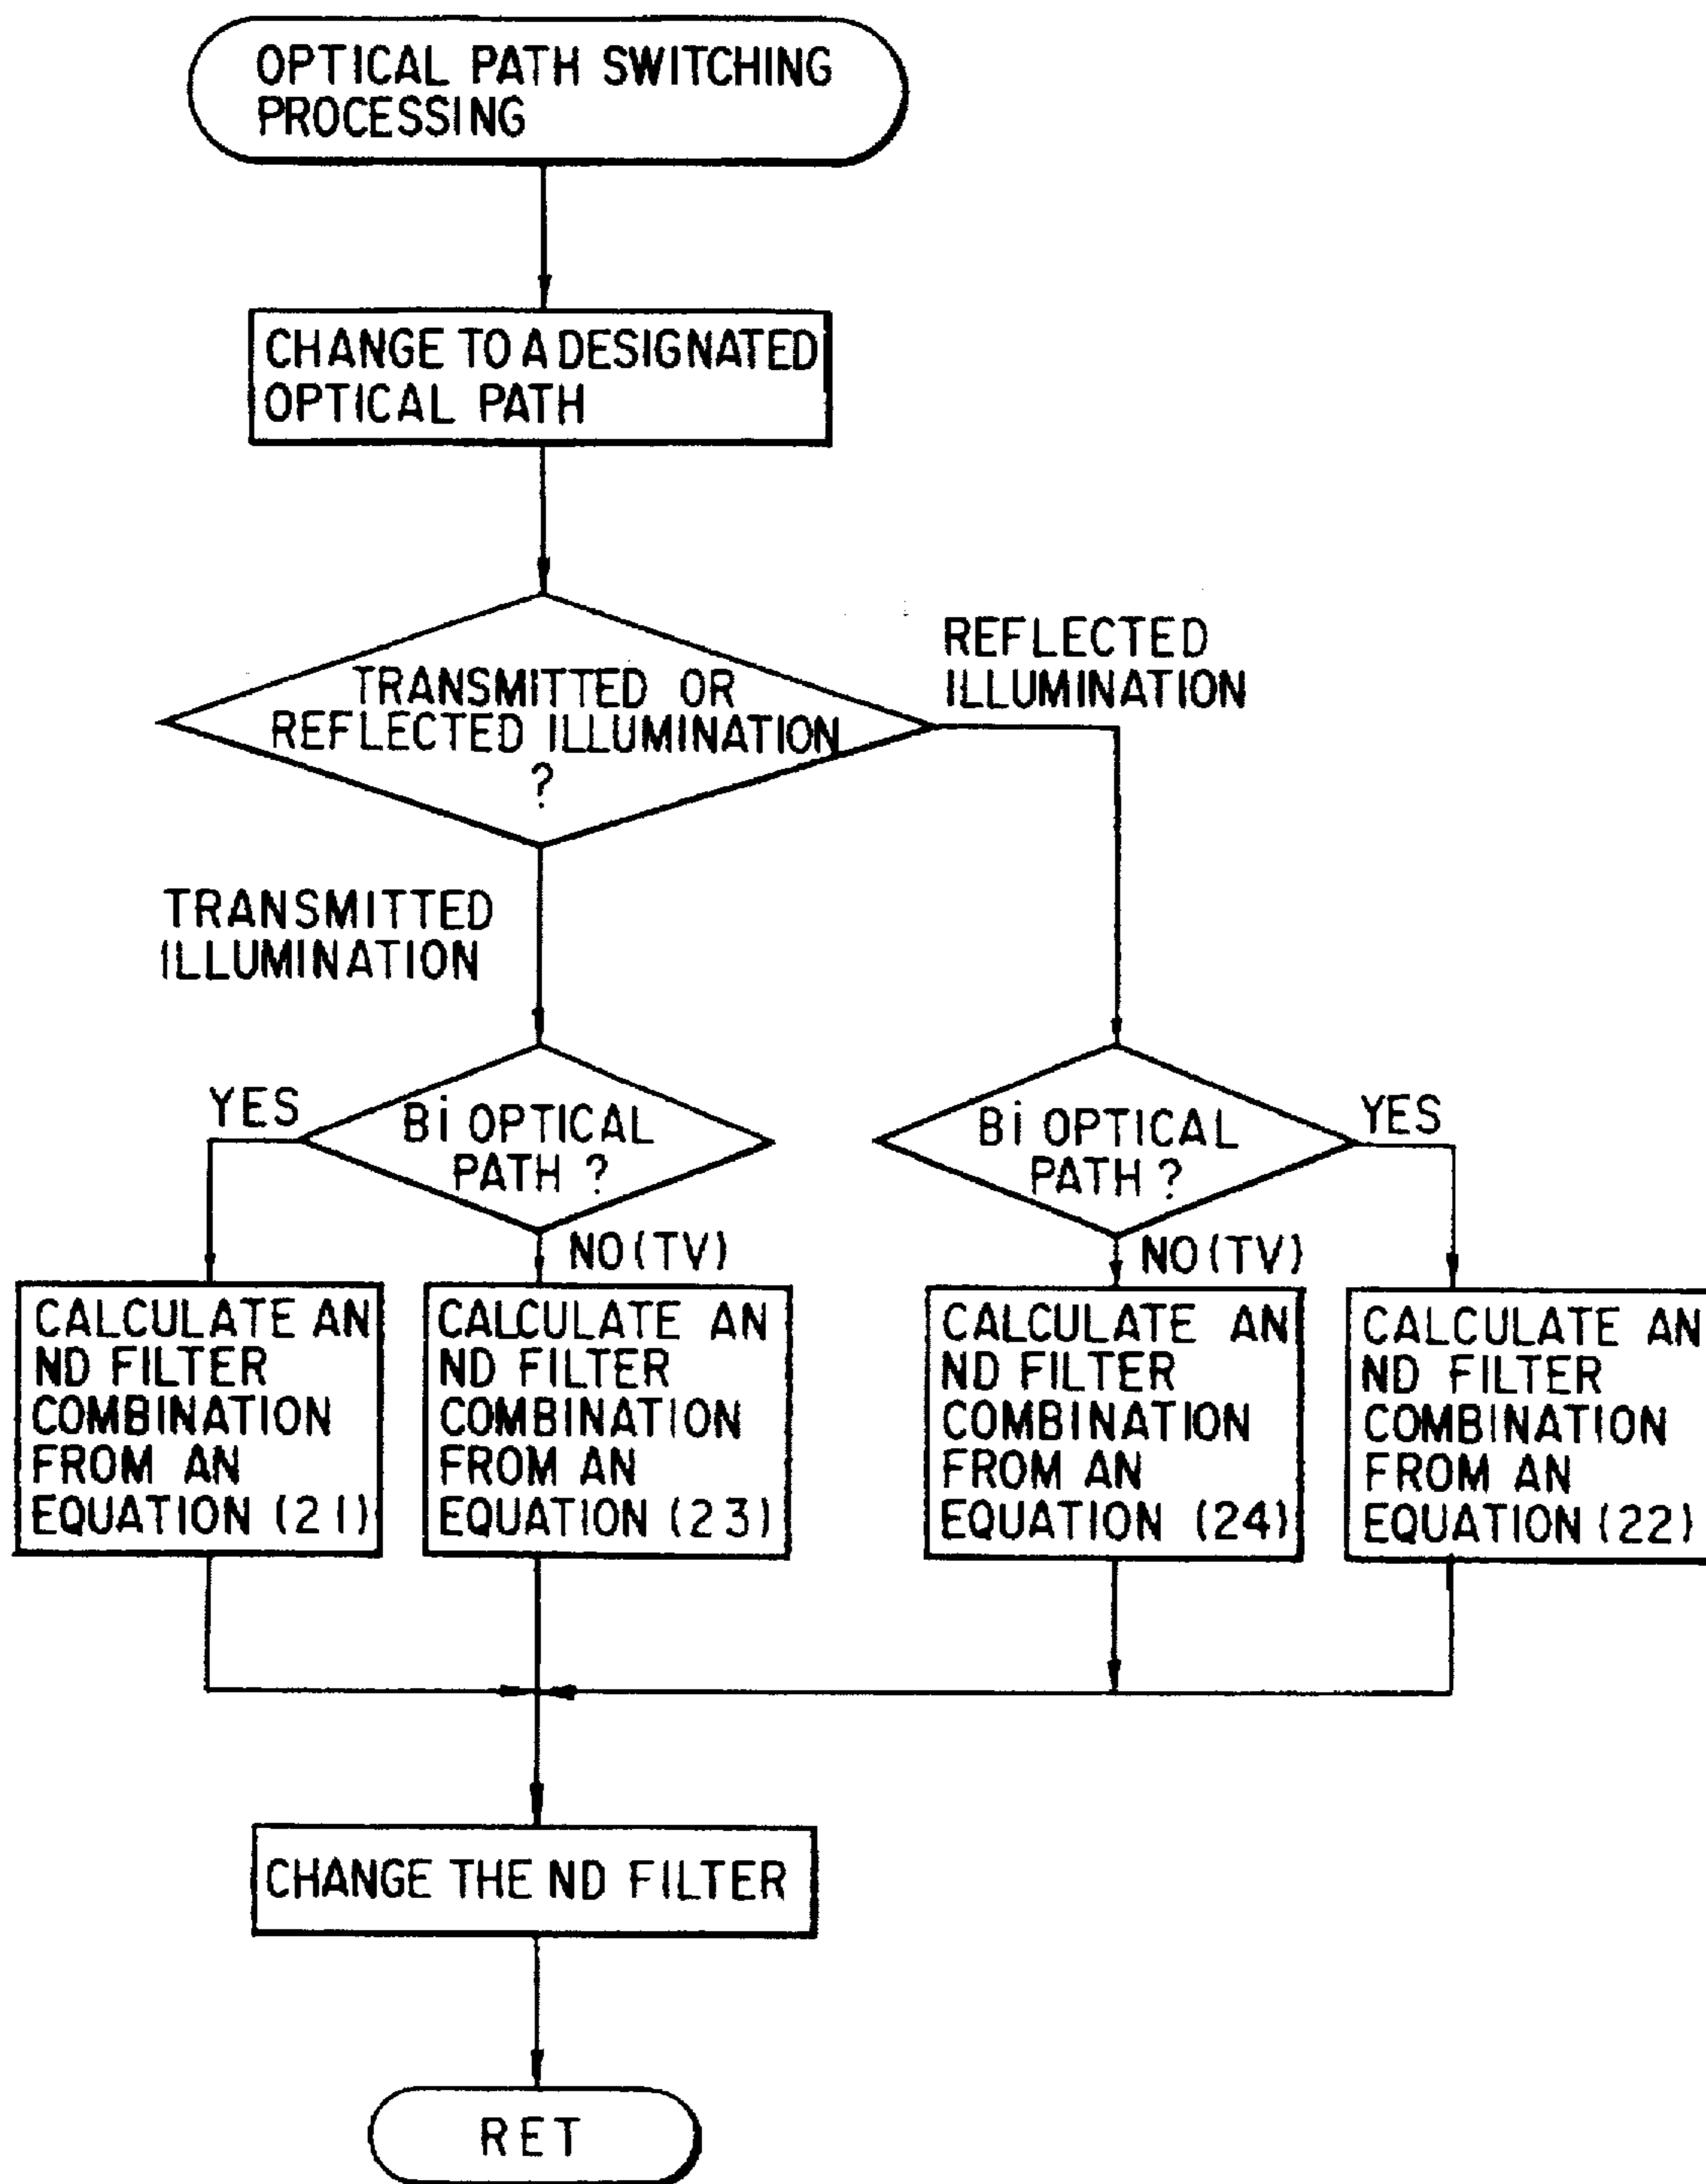 OPTICAL PATH SWITCHING
PROCESSING
CHANGE TO A DESIGNATED
OPTICAL PATH
TRANSMITTED OR
REFLECTED ILLUMINATION
?
REFLECTED
ILLUMINATION
TRANSMITTED
ILLUMINATION
YES
Bi OPTICAL
PATH ?
NO (TV)
Bi OPTICAL
PATH ?
YES
NO (TV)
CALCULATE AN
ND FILTER
COMBINATION
FROM AN
EQUATION (21)
CALCULATE AN
ND FILTER
COMBINATION
FROM AN
EQUATION (23)
CALCULATE AN
ND FILTER
COMBINATION
FROM AN
EQUATION (24)
CALCULATE AN
ND FILTER
COMBINATION
FROM AN
EQUATION (22)
CHANGE THE ND FILTER
RET